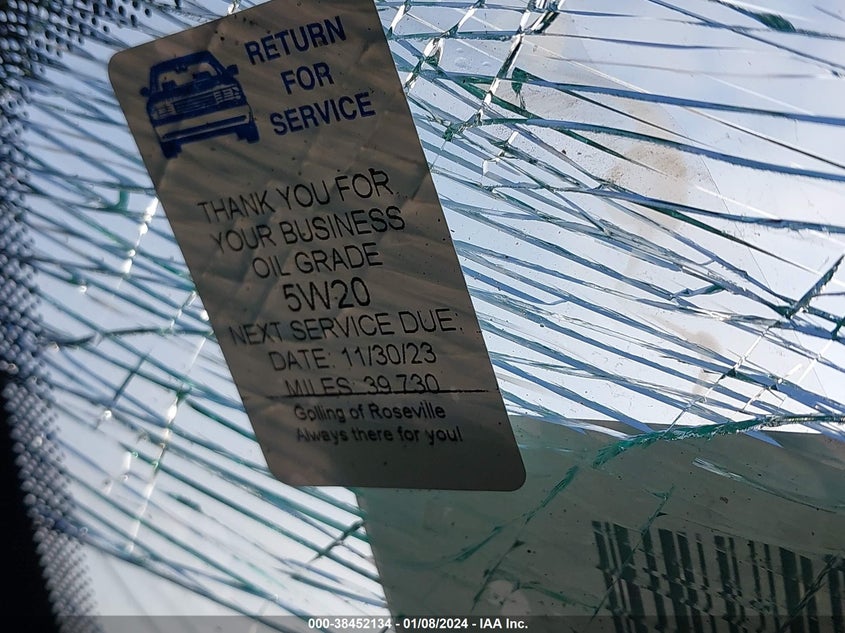 RETURN
FOR
SERVICE
THANK YOU FOR
YOUR BUSINESS
OIL GRADE
5W20
NEXT SERVICE DUE:
DATE: 11/30/23
MILES: 39,730
Golling of Roseville
Always there for you!
000-38452134 - 01/08/2024 - IAA Inc.